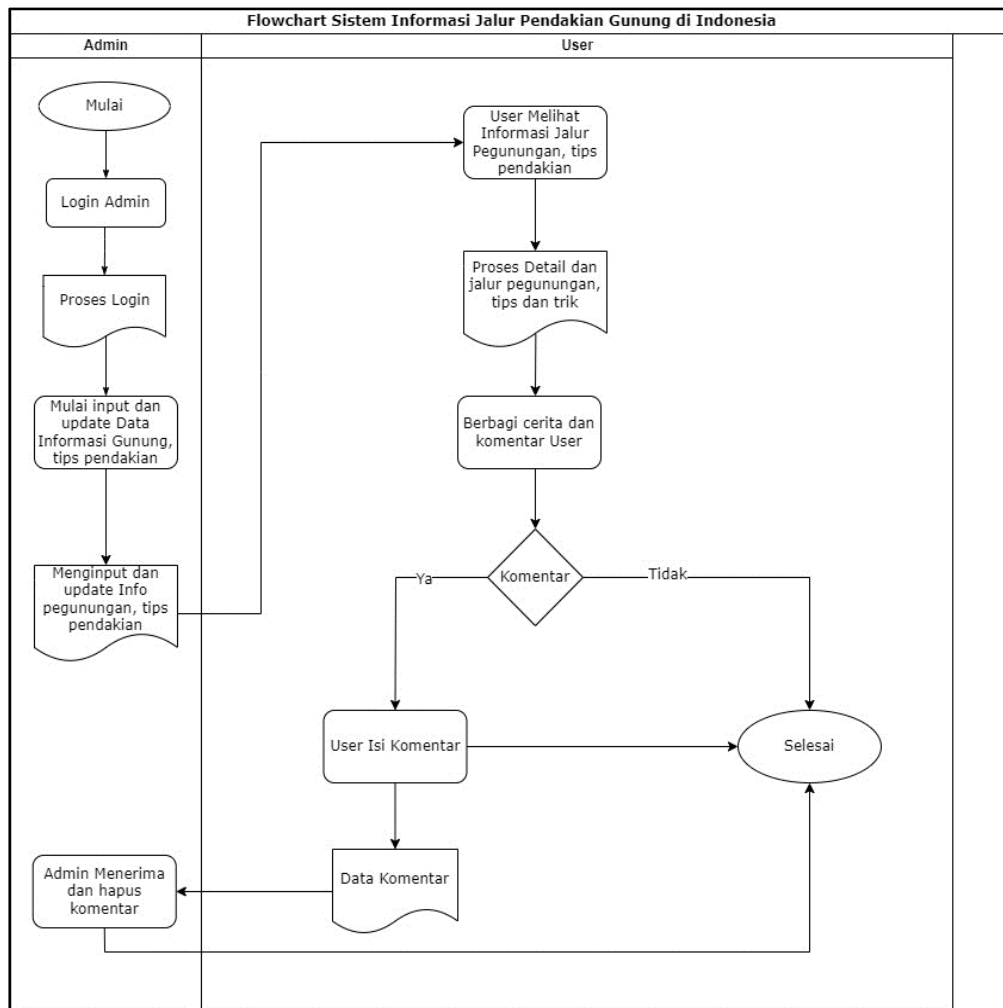 Flowchart Sistem Informasi Jalur Pendakian Gunung di Indonesia
Admin
User
Mulai
Login Admin
Proses Login
Mulai input dan
update Data
Informasi Gunung,
tips pendakian
Menginput dan
update Info
pegunungan, tips
pendakian
User Melihat
Informasi Jalur
Pegunungan, tips
pendakian
Proses Detail dan
jalur pegunungan,
tips dan trik
Berbagi cerita dan
komentar User
Komentar
Ya
Tidak
User Isi Komentar
Selesai
Data Komentar
Admin Menerima
dan hapus
komentar